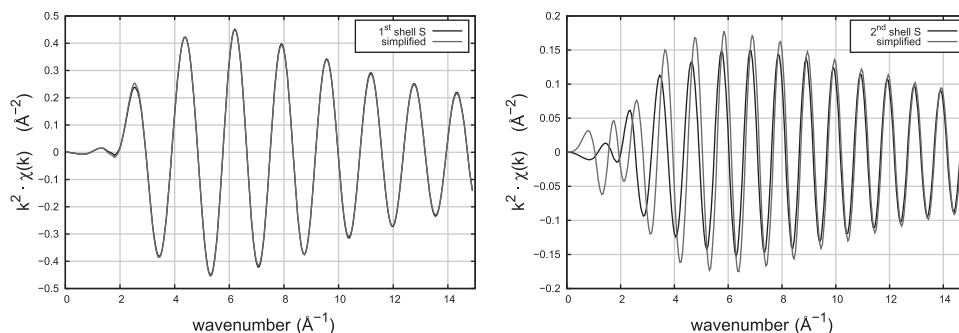 0.5
0.4
0.3
0.2
0.1
0
-0.1
-0.2
-0.3
-0.4
-0.5
k² · χ(k) (Å⁻²)
0 2 4 6 8 10 12 14
wavenumber (Å⁻¹)
1ˢᵗ shell S
simplified
0.2
0.15
0.1
0.05
0
-0.05
-0.1
-0.15
-0.2
k² · χ(k) (Å⁻²)
0 2 4 6 8 10 12 14
wavenumber (Å⁻¹)
2ⁿᵈ shell S
simplified